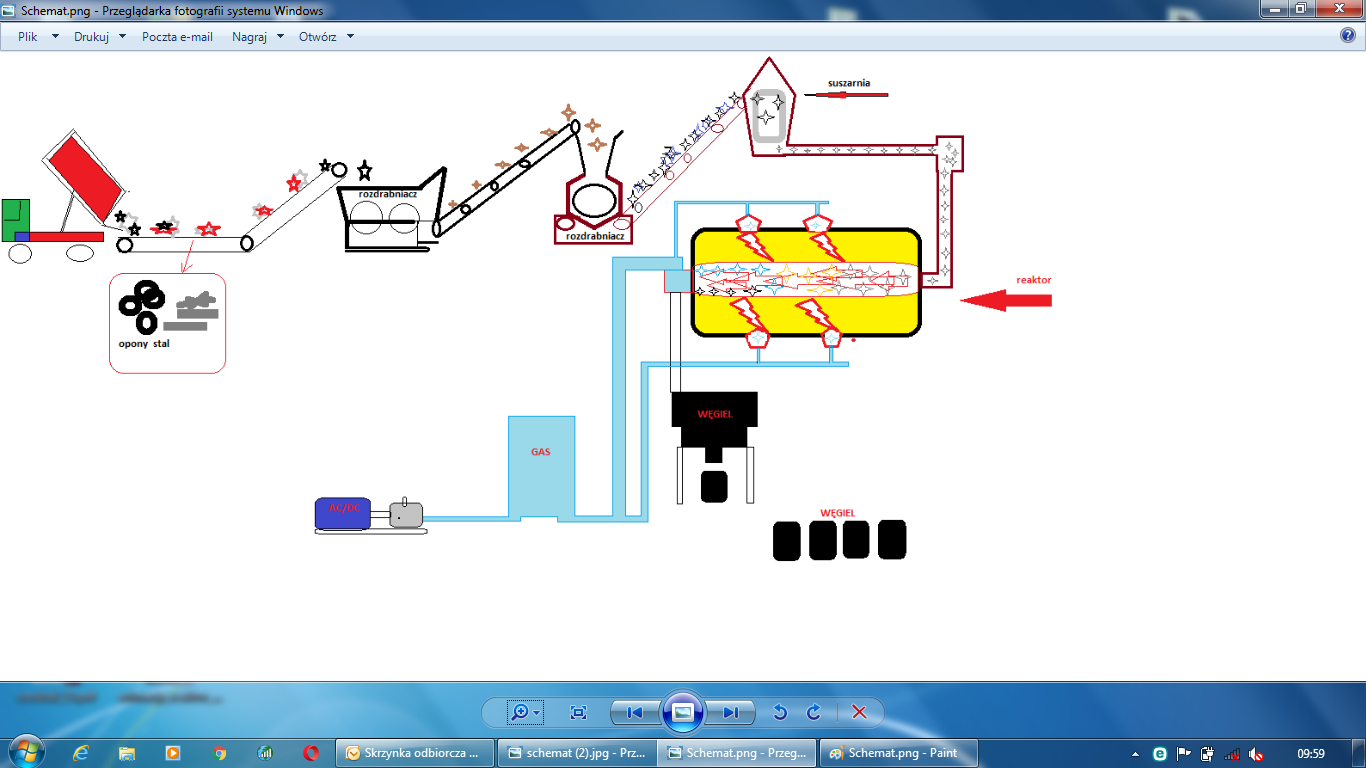 Schemat.png - Przeglądarka fotografii systemu Windows
Plik Drukuj Poczta e-mail Nagraj Otwórz
suszarnia
rozdrabniacz
rozdrabniacz
reaktor
opony stal
WĘGIEL
GAS
AC/DC
WĘGIEL
Skrzynka odbiorcza ... schemat (2).jpg - Prz... Schemat.png - Przeg... Schemat.png - Paint 09:59